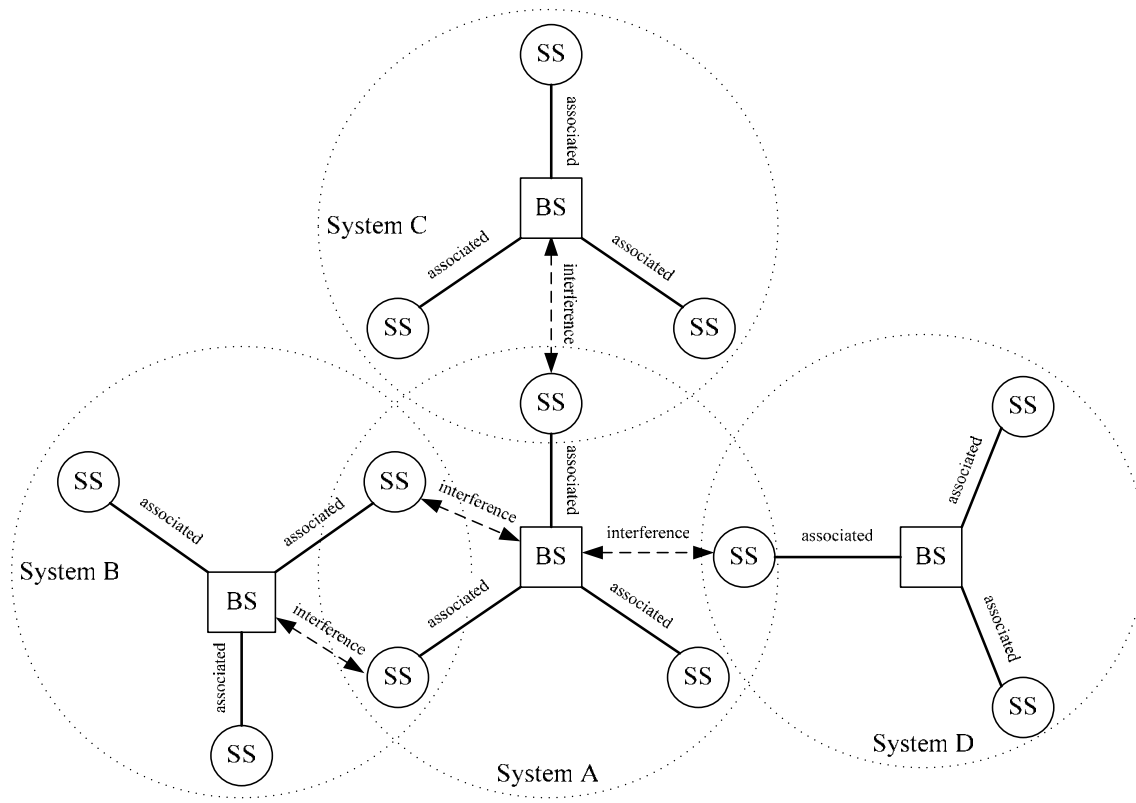 SS
associated
BS
System C
associated
associated
interference
SS
SS
SS
SS
SS
SS
associated
associated
interference
associated
associated
interference
SS
associated
BS
BS
System B
BS
interference
associated
associated
associated
associated
SS
SS
SS
SS
System D
System A